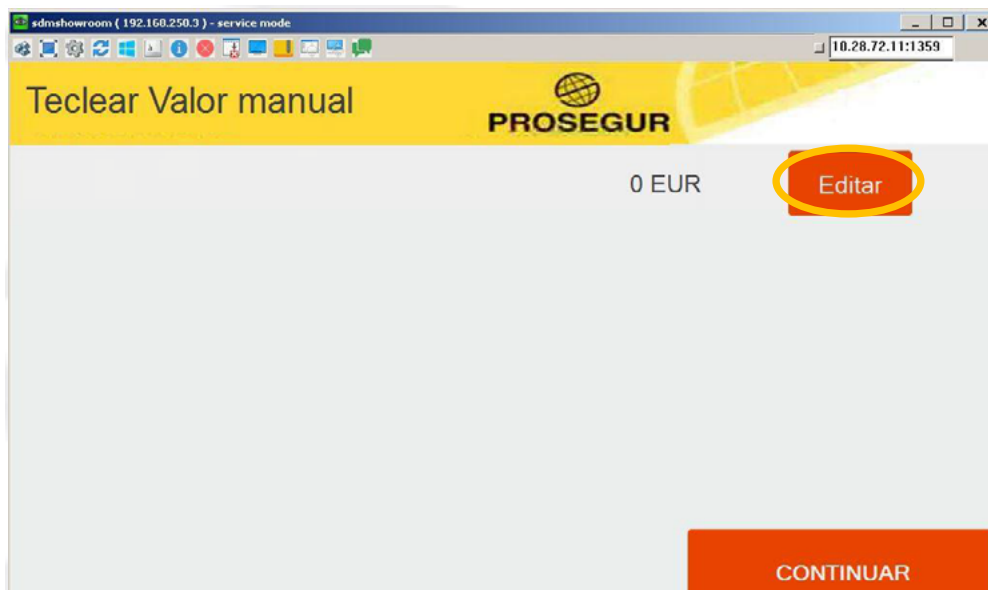 sdmshowroom ( 192.168.250.3 ) - service mode
10.28.72.11:1359
Teclear Valor manual
PROSEGUR
0 EUR
Editar
CONTINUAR